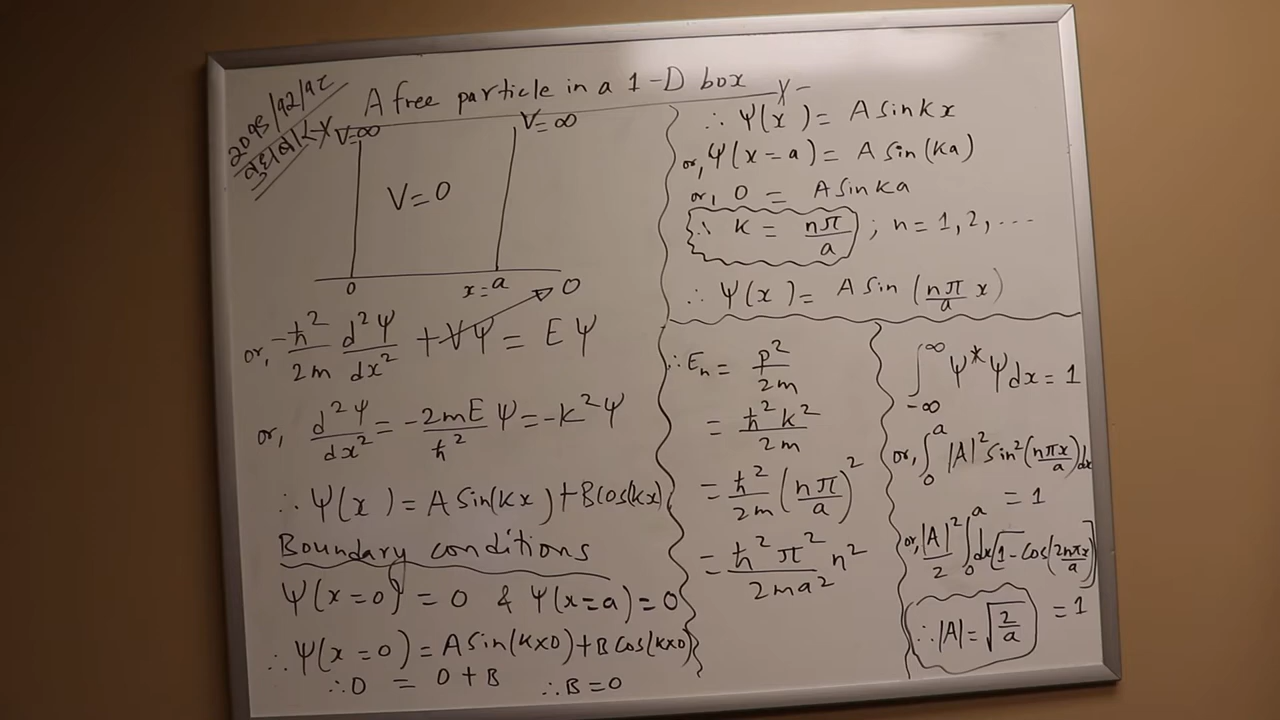 A free particle in a 1-D box
V=∞
V=∞
V=0
0
x=a
or, -ħ²/2m d²Ψ/dx² + VΨ = EΨ
0
or, d²Ψ/dx² = -2mE/ħ² Ψ = -k²Ψ
∴ Ψ(x) = A Sin(kx) + B Cos(kx)
Boundary conditions
Ψ(x=0) = 0 & Ψ(x=a) = 0
∴ Ψ(x=0) = A Sin(k×0) + B Cos(k×0)
∴ 0 = 0 + B ∴ B = 0
∴ Ψ(x) = A Sin kx
or, Ψ(x=a) = A Sin(ka)
or, 0 = A Sin ka
∴ k = nπ/a ; n = 1, 2, ....
∴ Ψ(x) = A Sin(nπ/a x)
∴ Eₙ = p²/2m
= ħ²k²/2m
= ħ²/2m (nπ/a)²
= ħ²π²/2ma² n²
∫_{-∞}^{∞} Ψ*Ψ dx = 1
or, ∫₀ᵃ |A|² Sin²(nπx/a) dx
= 1
or, |A|²/2 ∫₀ᵃ dx[1 - Cos(2nπx/a)]
= 1
∴ |A| = √(2/a)